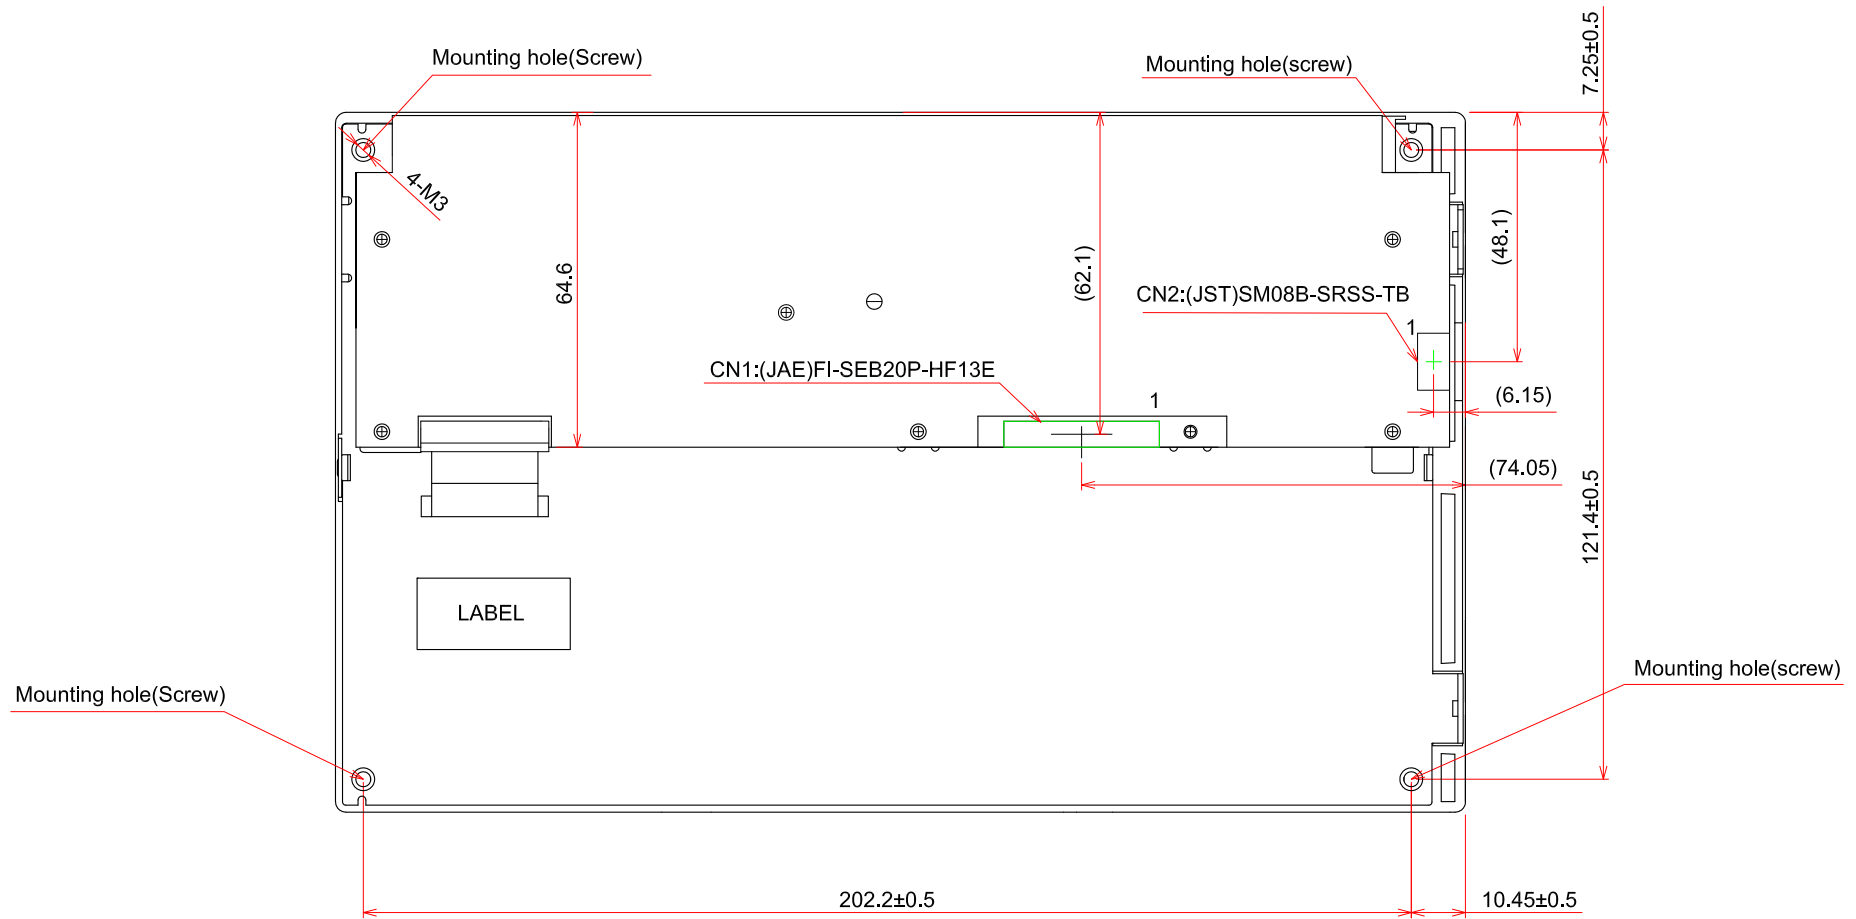 Mounting hole(Screw)
Mounting hole(screw)
7.25±0.5
4-M3
64.6
(62.1)
(48.1)
CN2:(JST)SM08B-SRSS-TB
1
CN1:(JAE)FI-SEB20P-HF13E
1
(6.15)
(74.05)
121.4±0.5
LABEL
Mounting hole(Screw)
Mounting hole(screw)
202.2±0.5
10.45±0.5